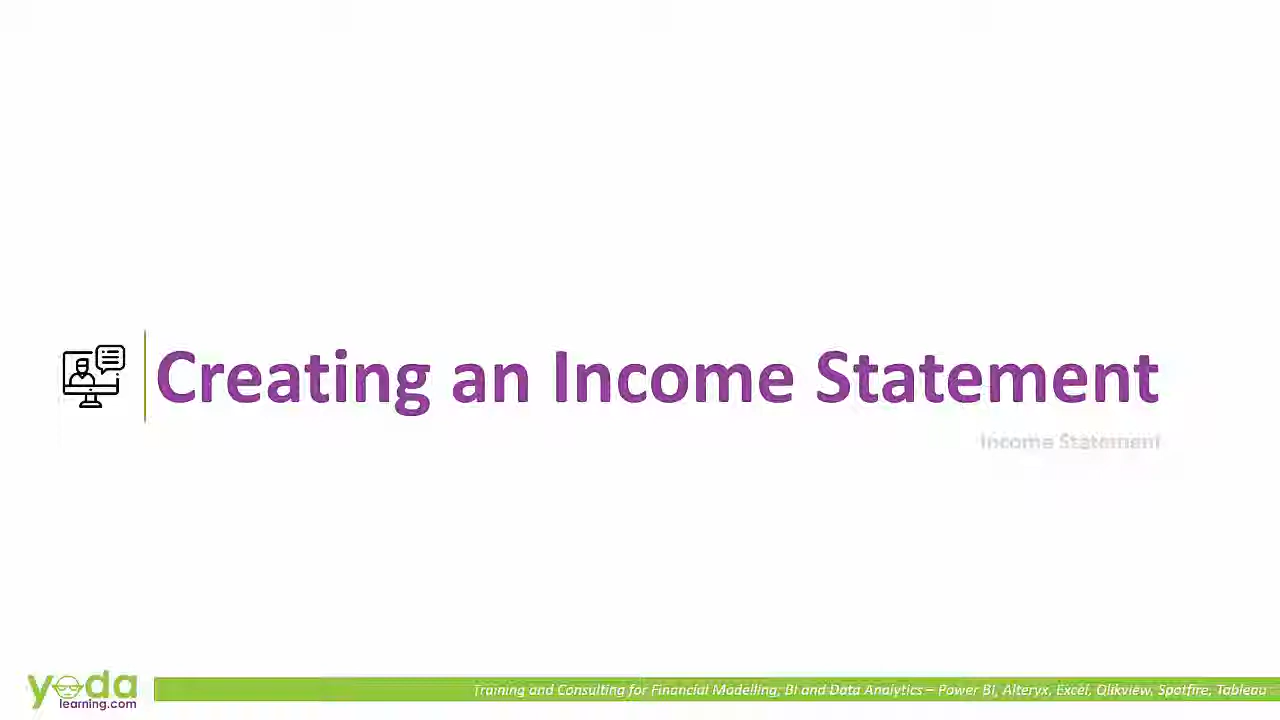 Creating an Income Statement
Income Statement
yoda
learning.com
Training and Consulting for Financial Modelling, BI and Data Analytics – Power BI, Alteryx, Excel, Qlikview, Spotfire, Tableau